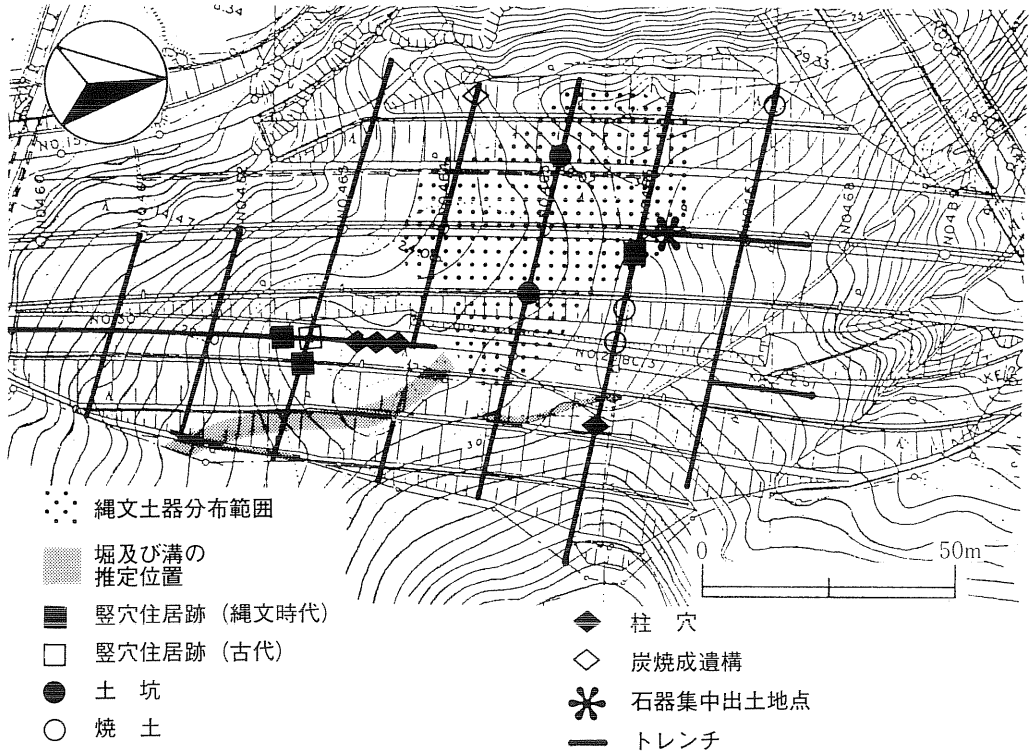 NO460
NO463
NO468
0
50m
縄文土器分布範囲
堀及び溝の
推定位置
竪穴住居跡（縄文時代）
竪穴住居跡（古代）
土　坑
焼　土
柱　穴
炭焼成遺構
石器集中出土地点
トレンチ